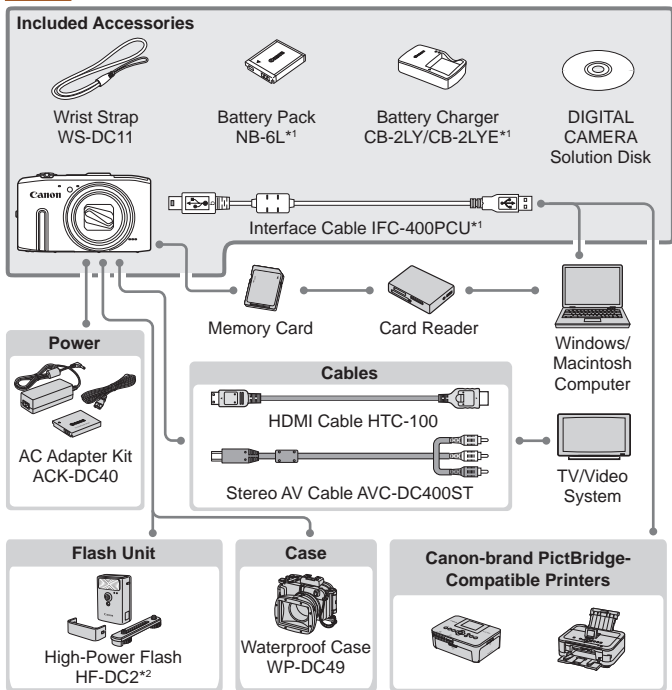 Included Accessories
Wrist Strap
WS-DC11
Battery Pack
NB-6L*1
Battery Charger
CB-2LY/CB-2LYE*1
DIGITAL
CAMERA
Solution Disk
Canon
Interface Cable IFC-400PCU*1
Memory Card
Card Reader
Windows/
Macintosh
Computer
Power
AC Adapter Kit
ACK-DC40
Cables
HDMI Cable HTC-100
Stereo AV Cable AVC-DC400ST
TV/Video
System
Flash Unit
High-Power Flash
HF-DC2*2
Case
Waterproof Case
WP-DC49
Canon-brand PictBridge-
Compatible Printers